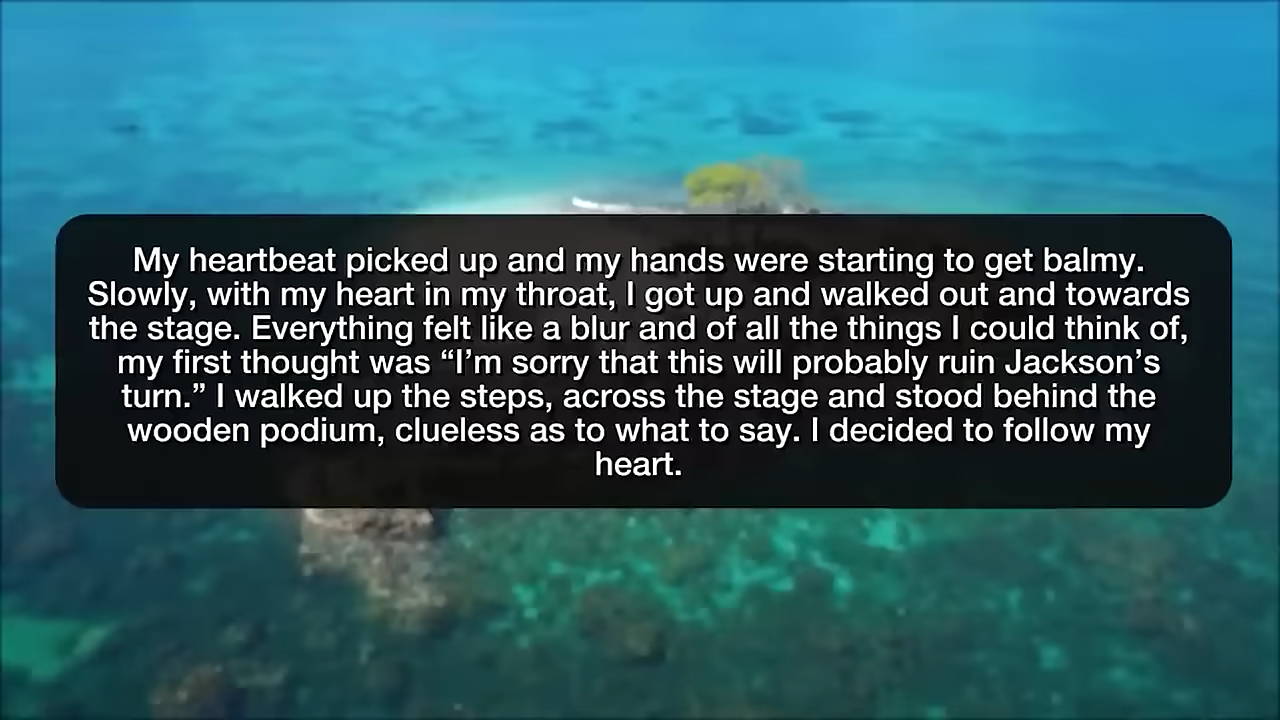 My heartbeat picked up and my hands were starting to get balmy.
Slowly, with my heart in my throat, I got up and walked out and towards
the stage. Everything felt like a blur and of all the things I could think of,
my first thought was “I’m sorry that this will probably ruin Jackson’s
turn.” I walked up the steps, across the stage and stood behind the
wooden podium, clueless as to what to say. I decided to follow my
heart.